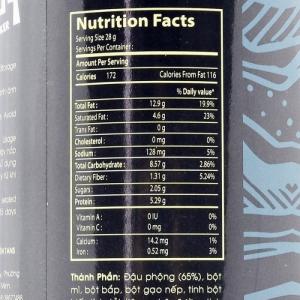 Nutrition Facts
Serving Size 28 g
Servings Per Container :
Amount Per Serving
Calories 172 Calories From Fat 116
% Daily value*
Total Fat : 12.9 g 19.9%
Saturated Fat : 4.6 g 23%
Trans Fat : 0 g
Cholesterol : 0 mg 0%
Sodium : 128 mg 5%
Total Carbohydrate : 8.57 g 2.86%
Dietary Fiber : 1.31 g 5.24%
Sugars : 2.05 g
Protein : 5.29 g
Vitamin A : 0 IU 0%
Vitamin C : 0 mg 0%
Calcium : 14.2 mg 1%
Iron : 0.52 mg 3%
Thành Phần: Đậu phộng (65%), bột
mì, bột bắp, bột gạo nếp, tinh bột